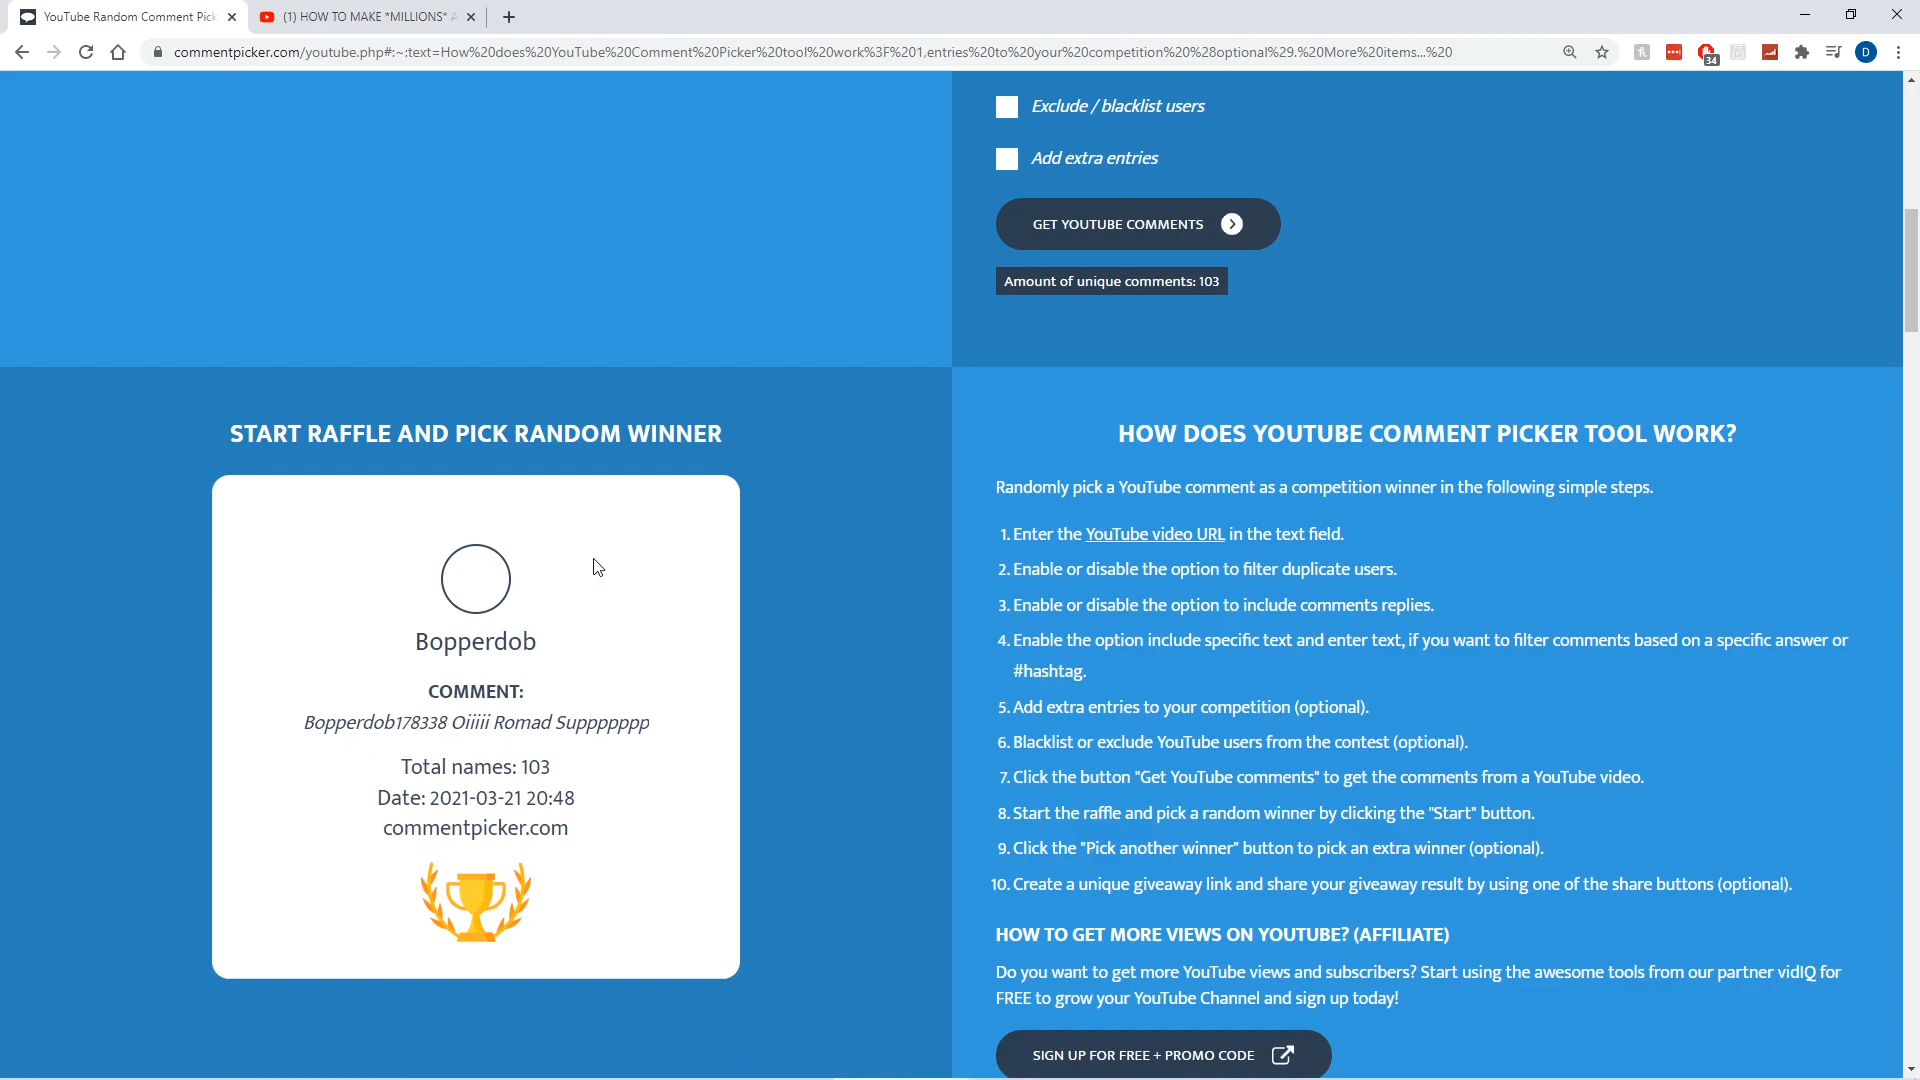 YouTube Random Comment Pick
(1) HOW TO MAKE *MILLIONS* A
commentpicker.com/youtube.php#:~:text=How%20does%20YouTube%20Comment%20Picker%20tool%20work%3F%201,entries%20to%20your%20competition%20%28optional%29.%20More%20items...%20
34
D
Exclude / blacklist users
Add extra entries
GET YOUTUBE COMMENTS
Amount of unique comments: 103
START RAFFLE AND PICK RANDOM WINNER
Bopperdob
COMMENT:
Bopperdob178338 Oiiiii Romad Supppppp
Total names: 103
Date: 2021-03-21 20:48
commentpicker.com
HOW DOES YOUTUBE COMMENT PICKER TOOL WORK?
Randomly pick a YouTube comment as a competition winner in the following simple steps.
1. Enter the YouTube video URL in the text field.
2. Enable or disable the option to filter duplicate users.
3. Enable or disable the option to include comments replies.
4. Enable the option include specific text and enter text, if you want to filter comments based on a specific answer or
#hashtag.
5. Add extra entries to your competition (optional).
6. Blacklist or exclude YouTube users from the contest (optional).
7. Click the button "Get YouTube comments" to get the comments from a YouTube video.
8. Start the raffle and pick a random winner by clicking the "Start" button.
9. Click the "Pick another winner" button to pick an extra winner (optional).
10. Create a unique giveaway link and share your giveaway result by using one of the share buttons (optional).
HOW TO GET MORE VIEWS ON YOUTUBE? (AFFILIATE)
Do you want to get more YouTube views and subscribers? Start using the awesome tools from our partner vidIQ for
FREE to grow your YouTube Channel and sign up today!
SIGN UP FOR FREE + PROMO CODE